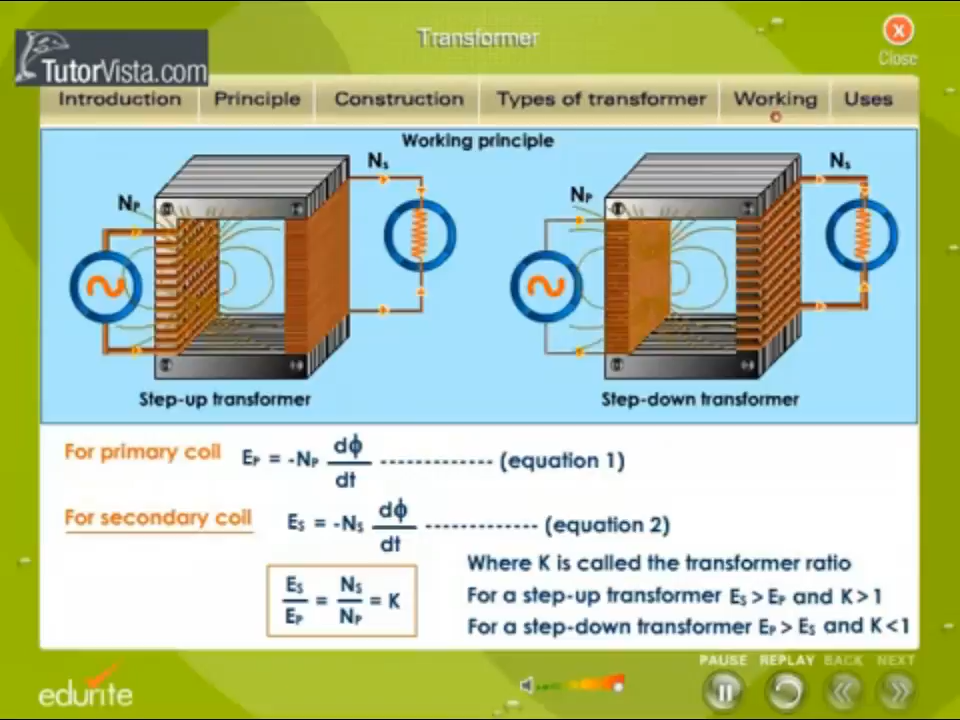 Transformer
X
Close
TutorVista.com
Introduction Principle Construction Types of transformer Working Uses
Working principle
NP
NS
Step-up transformer
NP
NS
Step-down transformer
For primary coil EP = -NP dϕ/dt ------------- (equation 1)
For secondary coil ES = -NS dϕ/dt ------------- (equation 2)
ES/EP = NS/NP = K
Where K is called the transformer ratio
For a step-up transformer ES > EP and K > 1
For a step-down transformer EP > ES and K < 1
PAUSE REPLAY BACK NEXT
edurite